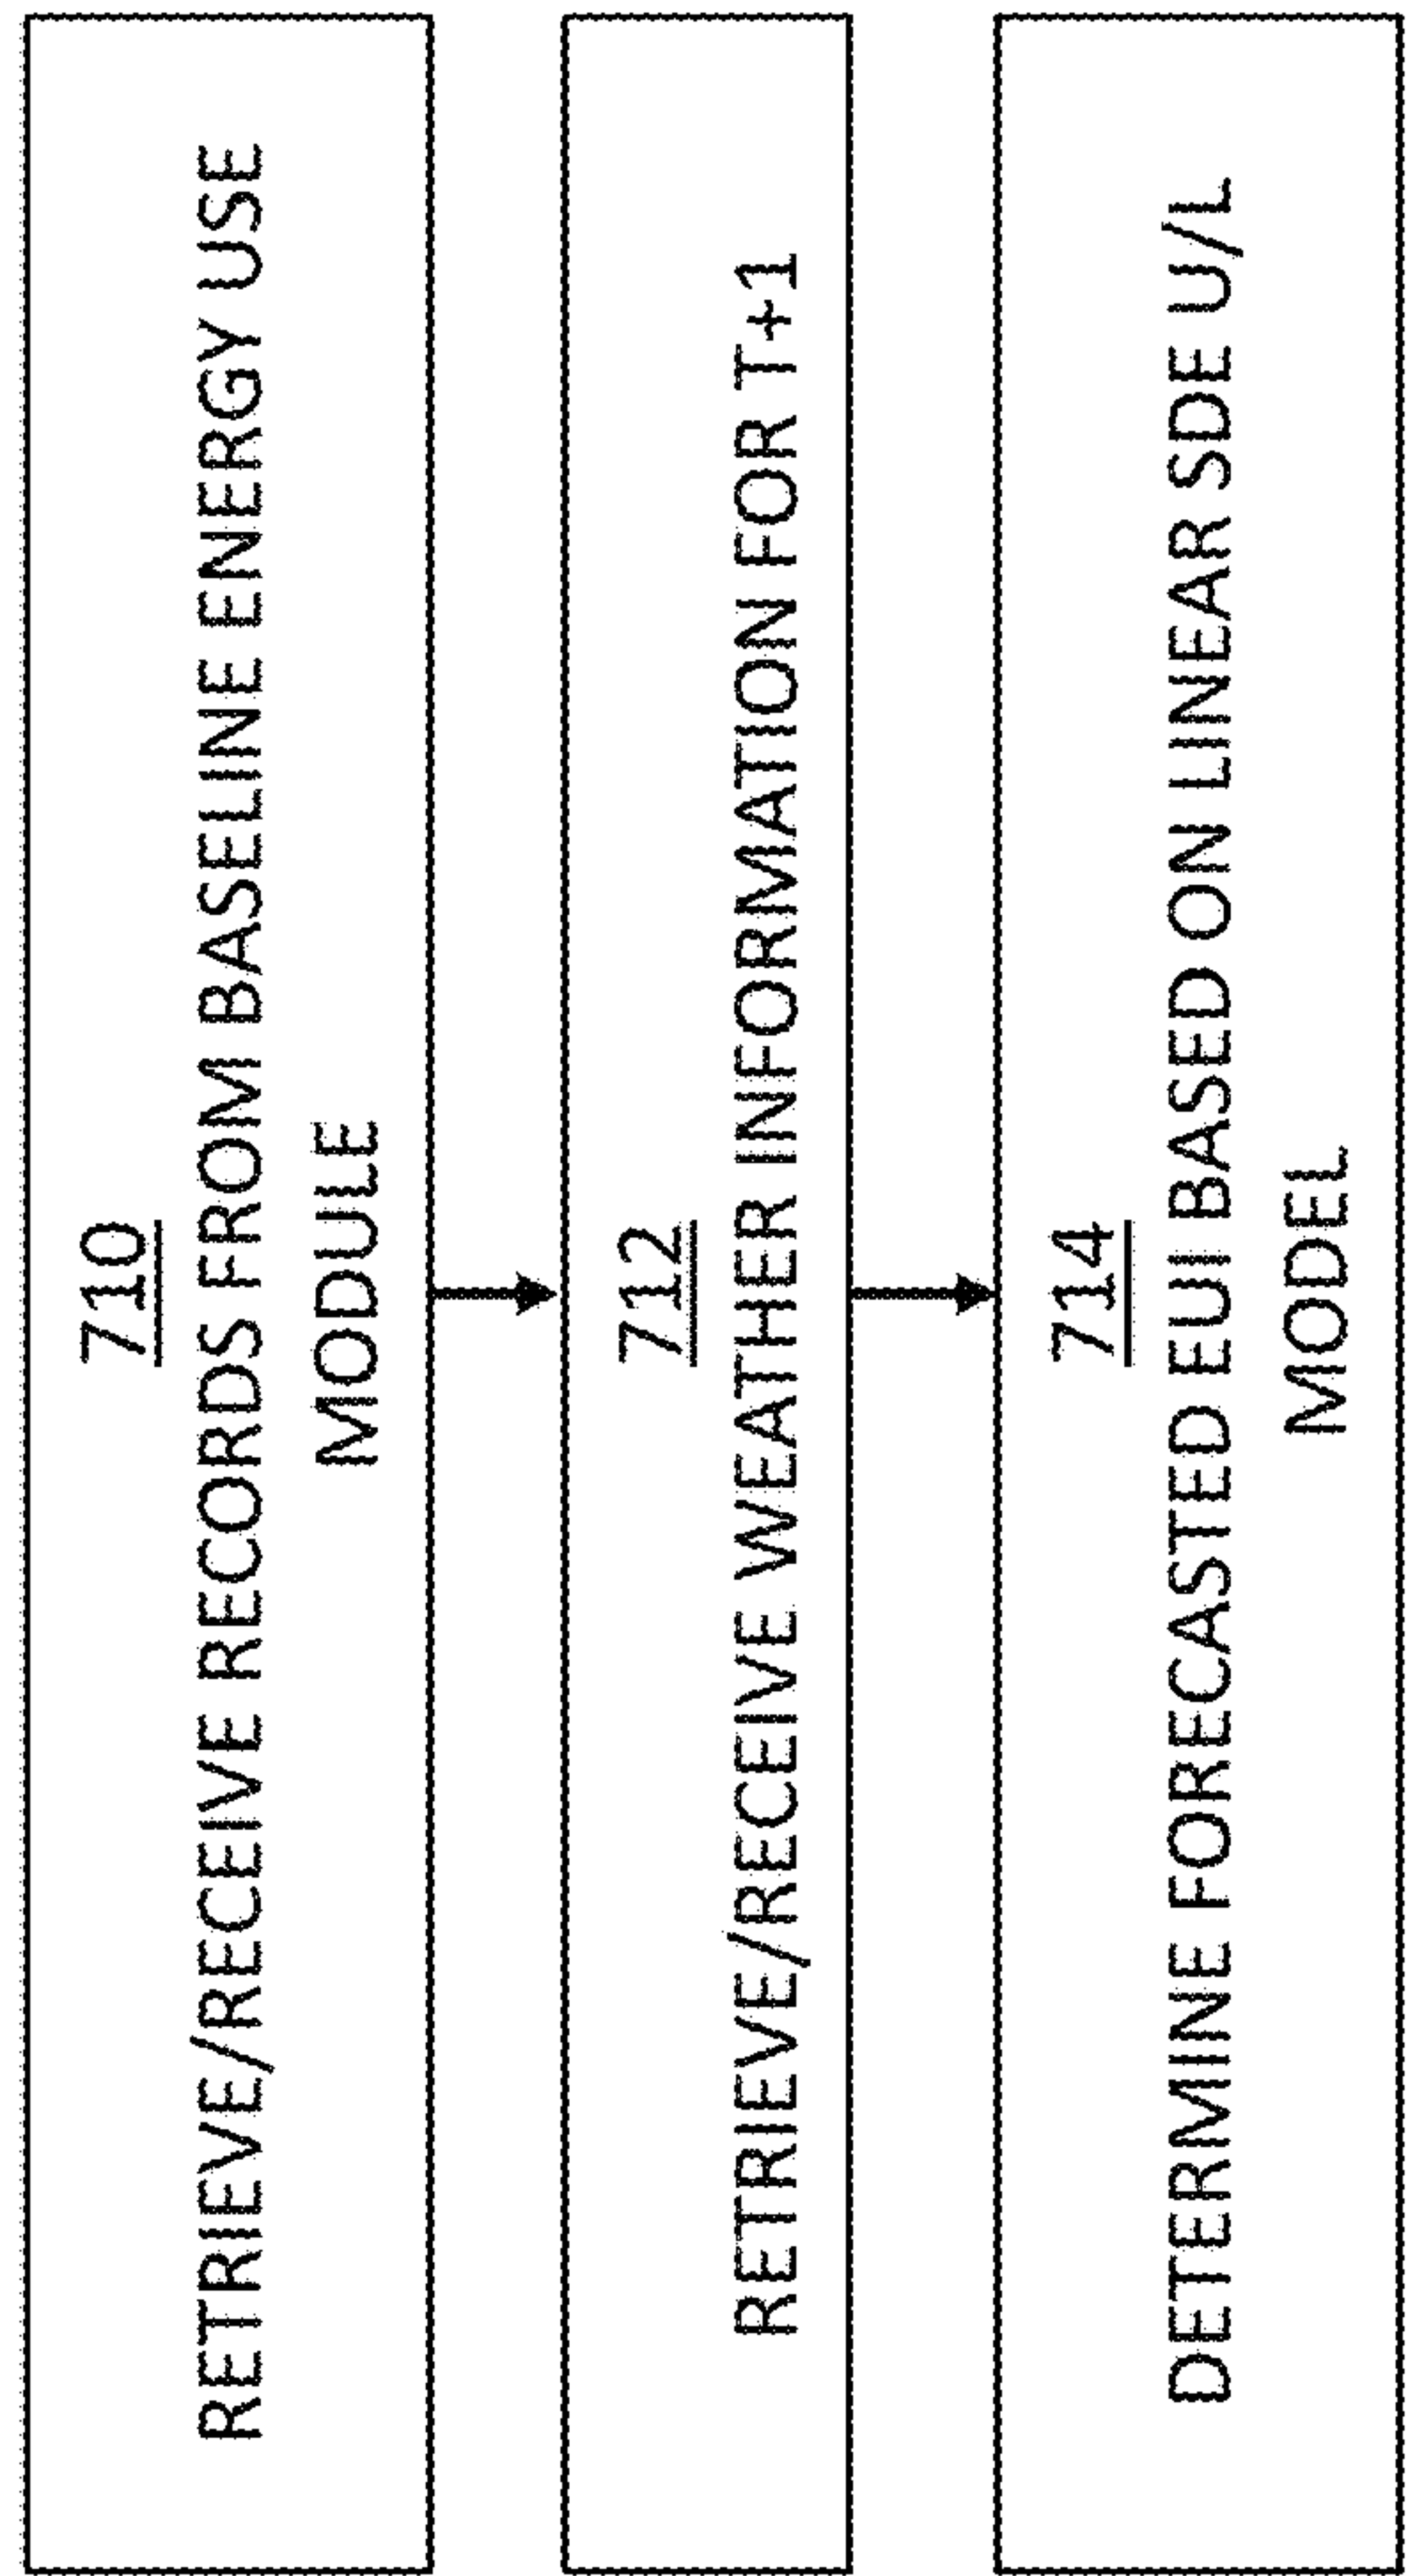 710
RETRIEVE/RECEIVE RECORDS FROM BASELINE ENERGY USE
MODULE
712
RETRIEVE/RECEIVE WEATHER INFORMATION FOR T+1
714
DETERMINE FORECASTED EUI BASED ON LINEAR SDE U/L
MODEL